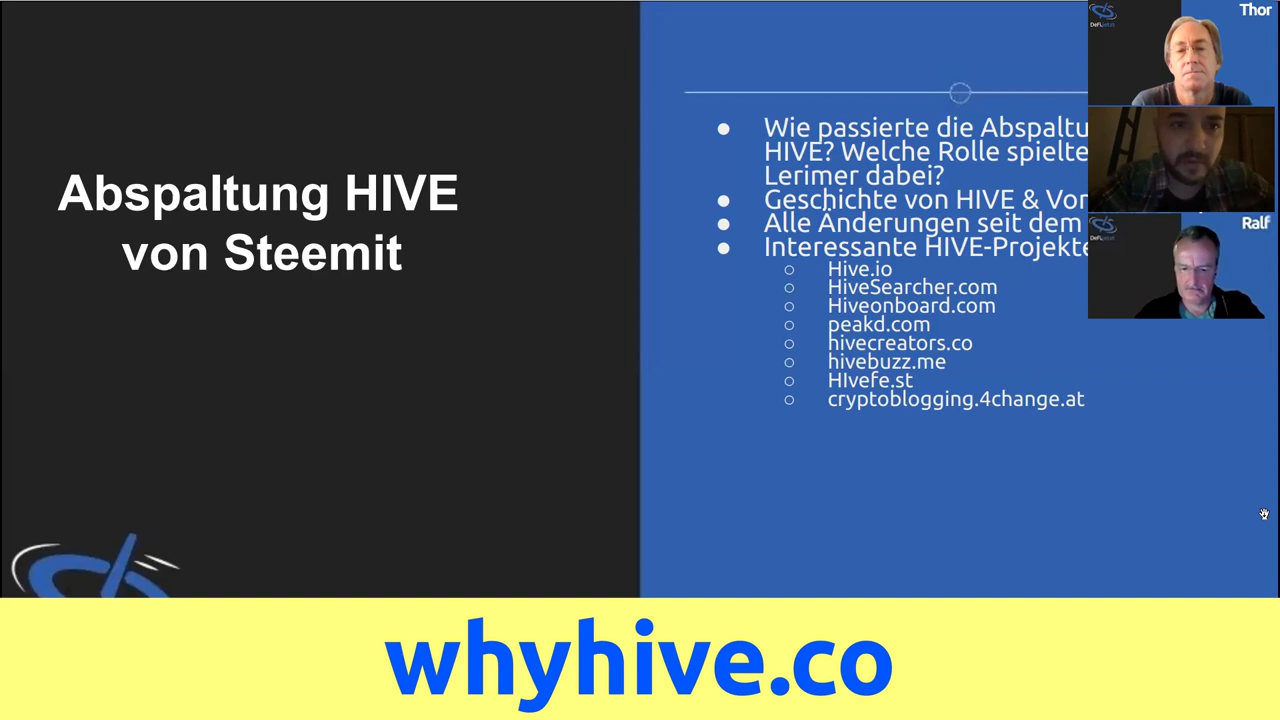 Abspaltung HIVE
von Steemit
● Wie passierte die Abspaltu
HIVE? Welche Rolle spielte
Lerimer dabei?
● Geschichte von HIVE & Vor
● Alle Änderungen seit dem
● Interessante HIVE-Projekte
○ Hive.io
○ HiveSearcher.com
○ Hiveonboard.com
○ peakd.com
○ hivecreators.co
○ hivebuzz.me
○ HIvefe.st
○ cryptoblogging.4change.at
Thor
Ralf
whyhive.co